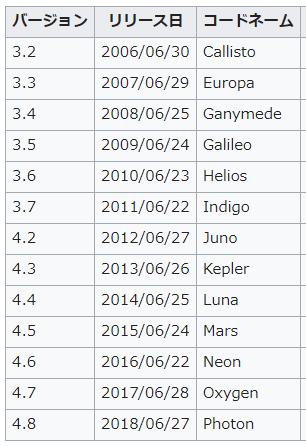 バージョン リリース日 コードネーム
3.2 2006/06/30 Callisto
3.3 2007/06/29 Europa
3.4 2008/06/25 Ganymede
3.5 2009/06/24 Galileo
3.6 2010/06/23 Helios
3.7 2011/06/22 Indigo
4.2 2012/06/27 Juno
4.3 2013/06/26 Kepler
4.4 2014/06/25 Luna
4.5 2015/06/24 Mars
4.6 2016/06/22 Neon
4.7 2017/06/28 Oxygen
4.8 2018/06/27 Photon